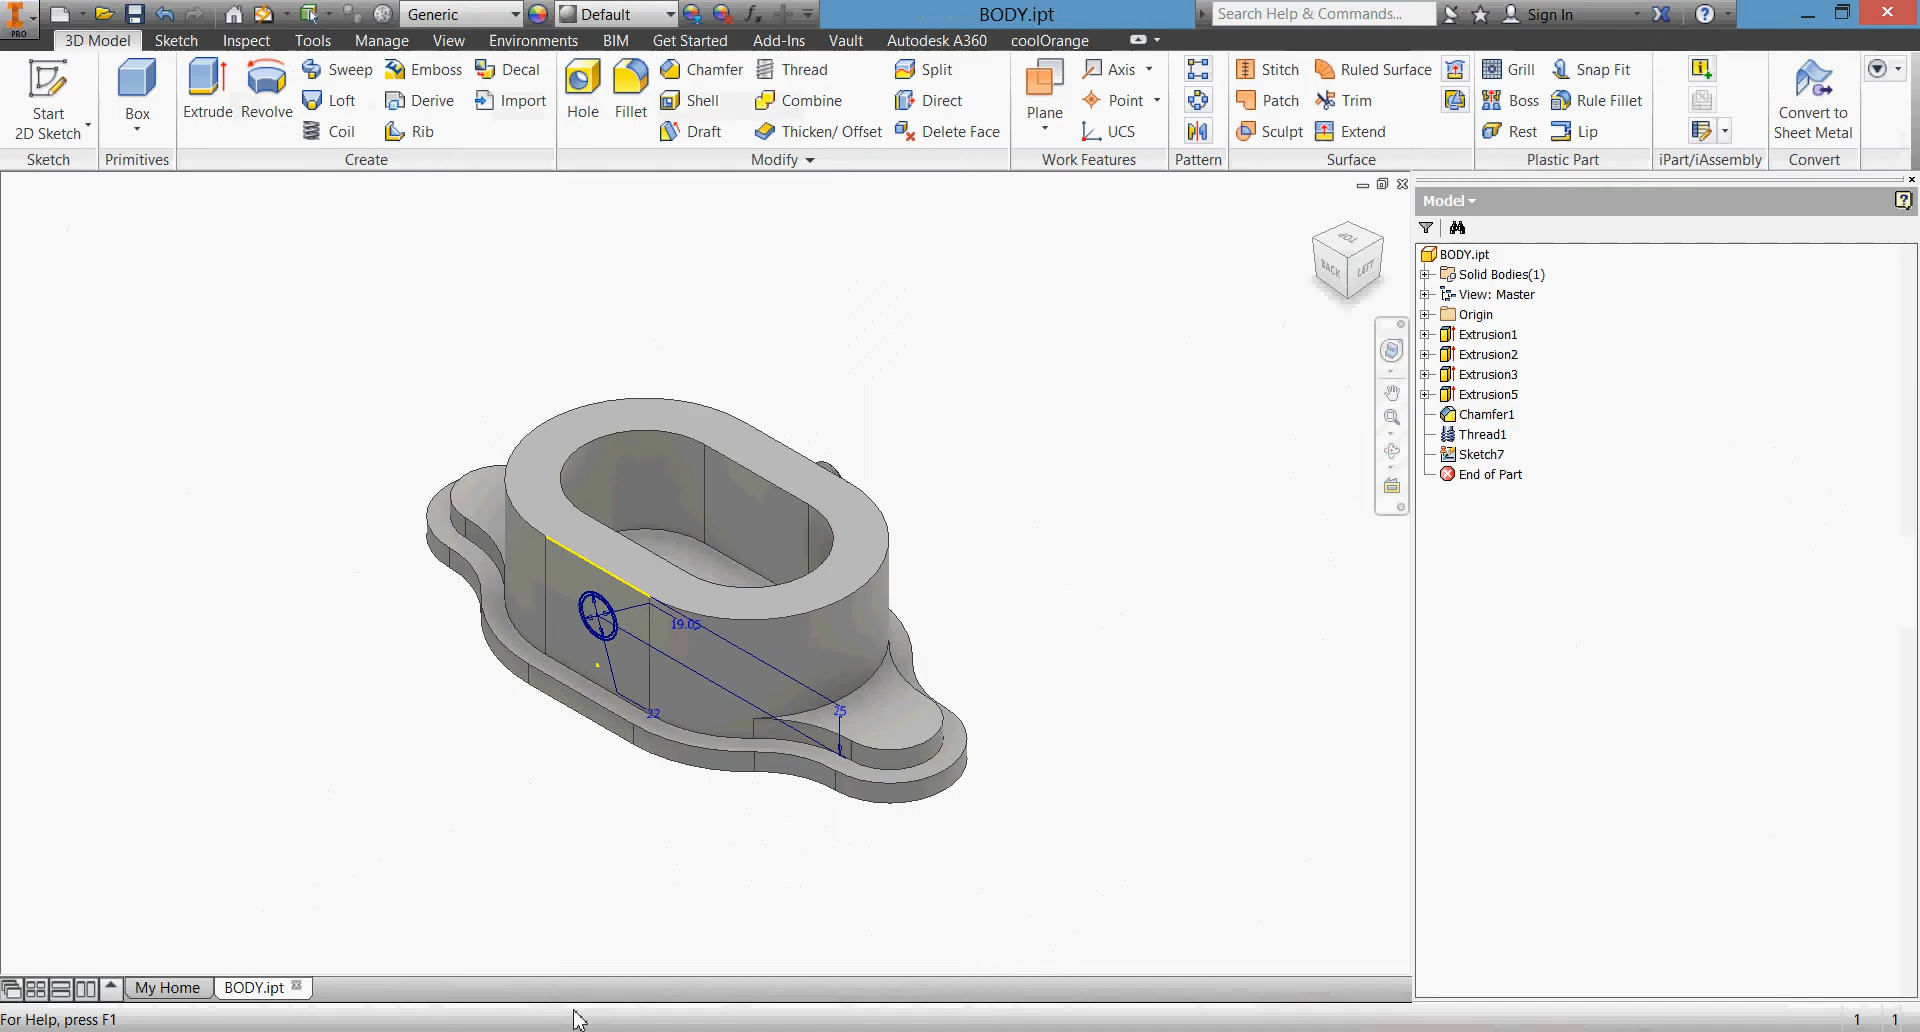 PRO
Generic
Default
BODY.ipt
Search Help & Commands...
Sign In
3D Model
Sketch
Inspect
Tools
Manage
View
Environments
BIM
Get Started
Add-Ins
Vault
Autodesk A360
coolOrange
Start
2D Sketch
Sketch
Box
Primitives
Extrude
Revolve
Sweep
Loft
Coil
Emboss
Derive
Rib
Decal
Import
Create
Hole
Fillet
Chamfer
Shell
Draft
Thread
Combine
Thicken/ Offset
Split
Direct
Delete Face
Modify
Plane
Axis
Point
UCS
Work Features
Pattern
Stitch
Patch
Sculpt
Ruled Surface
Trim
Extend
Surface
Grill
Boss
Rest
Snap Fit
Rule Fillet
Lip
Plastic Part
iPart/iAssembly
Convert to
Sheet Metal
Convert
TOP
BACK
LEFT
19.05
22
25
Model
BODY.ipt
Solid Bodies(1)
View: Master
Origin
Extrusion1
Extrusion2
Extrusion3
Extrusion5
Chamfer1
Thread1
Sketch7
End of Part
My Home
BODY.ipt
For Help, press F1
1
1